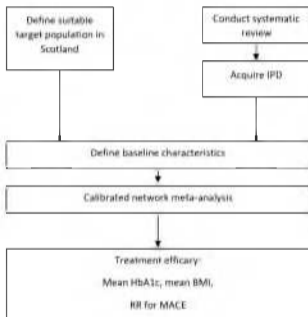 Define suitable
target population in
Scotland
Conduct systematic
review
Acquire IPD
Define baseline characteristics
Calibrated network meta-analysis
Treatment efficacy:
Mean HbA1c, mean BMI,
RR for MACE